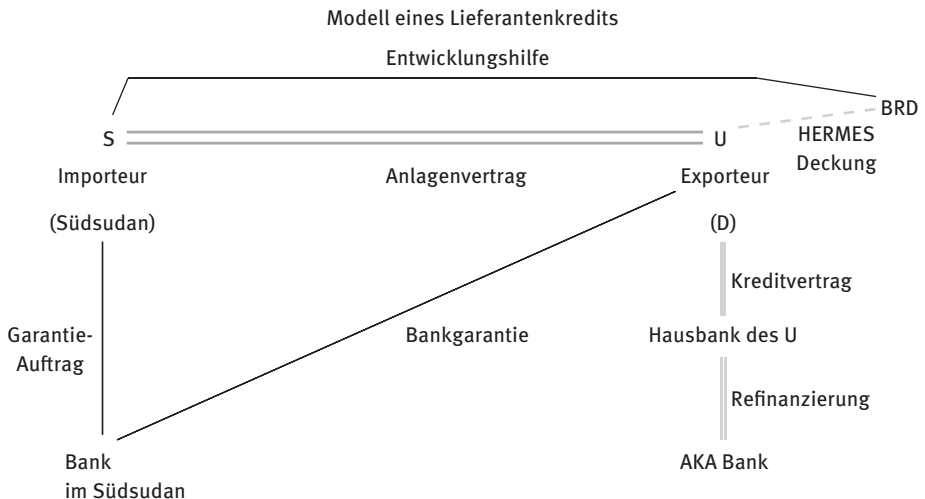 Modell eines Lieferantenkredits
Entwicklungshilfe
BRD
S
U
HERMES
Deckung
Importeur
Anlagenvertrag
Exporteur
(Südsudan)
(D)
Kreditvertrag
Garantie-
Auftrag
Bankgarantie
Hausbank des U
Refinanzierung
Bank
im Südsudan
AKA Bank